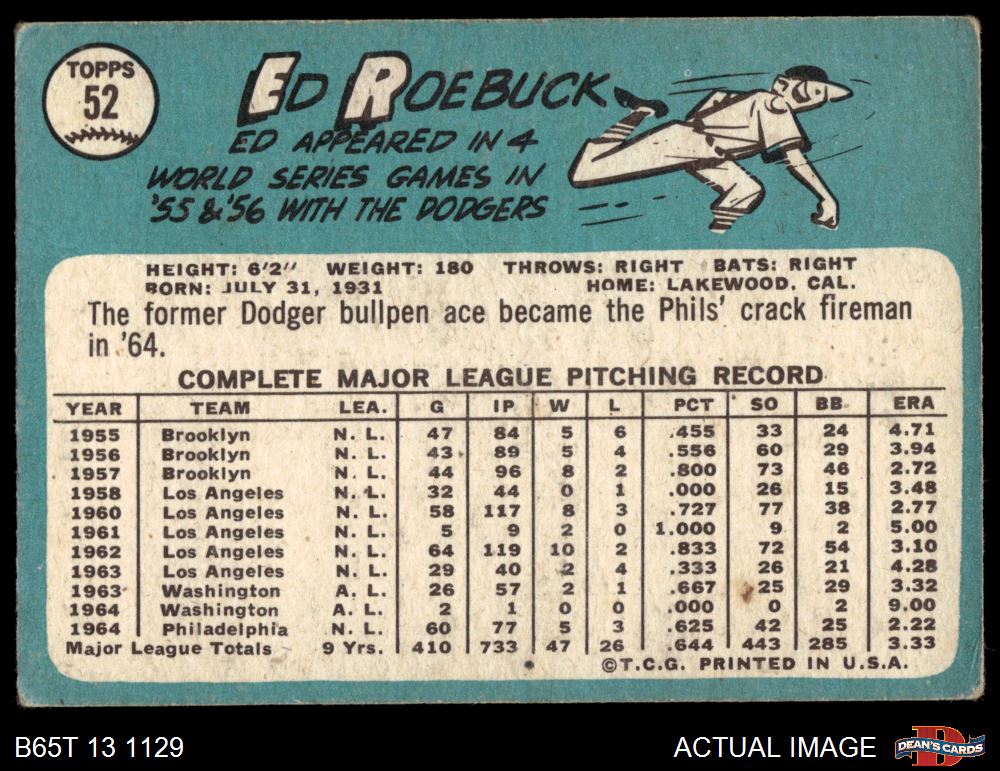 TOPPS
52
ED ROEBUCK
ED APPEARED IN 4
WORLD SERIES GAMES IN
'55 & '56 WITH THE DODGERS
HEIGHT: 6'2" WEIGHT: 180 THROWS: RIGHT BATS: RIGHT
BORN: JULY 31, 1931 HOME: LAKEWOOD, CAL.
The former Dodger bullpen ace became the Phils' crack fireman
in '64.
COMPLETE MAJOR LEAGUE PITCHING RECORD
YEAR TEAM LEA. G IP W L PCT SO BB ERA
1955 Brooklyn N. L. 47 84 5 6 .455 33 24 4.71
1956 Brooklyn N. L. 43 89 5 4 .556 60 29 3.94
1957 Brooklyn N. L. 44 96 8 2 .800 73 46 2.72
1958 Los Angeles N. L. 32 44 0 1 .000 26 15 3.48
1960 Los Angeles N. L. 58 117 8 3 .727 77 38 2.77
1961 Los Angeles N. L. 5 9 2 0 1.000 9 2 5.00
1962 Los Angeles N. L. 64 119 10 2 .833 72 54 3.10
1963 Los Angeles N. L. 29 40 2 4 .333 26 21 4.28
1963 Washington A. L. 26 57 2 1 .667 25 29 3.32
1964 Washington A. L. 2 1 0 0 .000 0 2 9.00
1964 Philadelphia N. L. 60 77 5 3 .625 42 25 2.22
Major League Totals 9 Yrs. 410 733 47 26 .644 443 285 3.33
©T.C.G. PRINTED IN U.S.A.
B65T 13 1129 ACTUAL IMAGE D DEAN'S CARDS